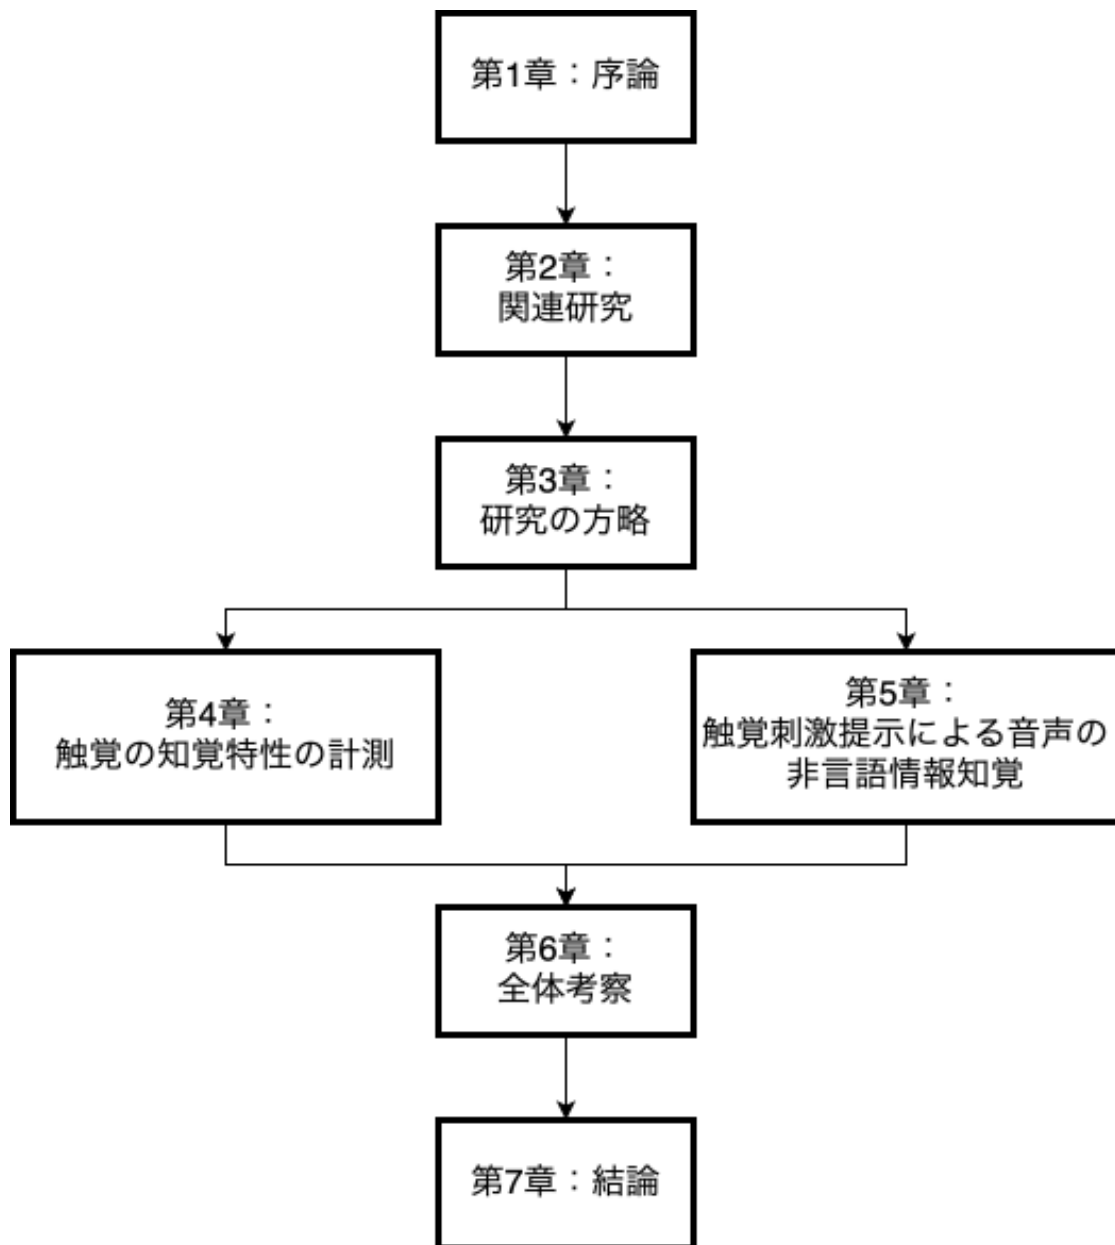 第1章：序論
第2章：
関連研究
第3章：
研究の方略
第4章：
触覚の知覚特性の計測
第5章：
触覚刺激提示による音声の
非言語情報知覚
第6章：
全体考察
第7章：結論